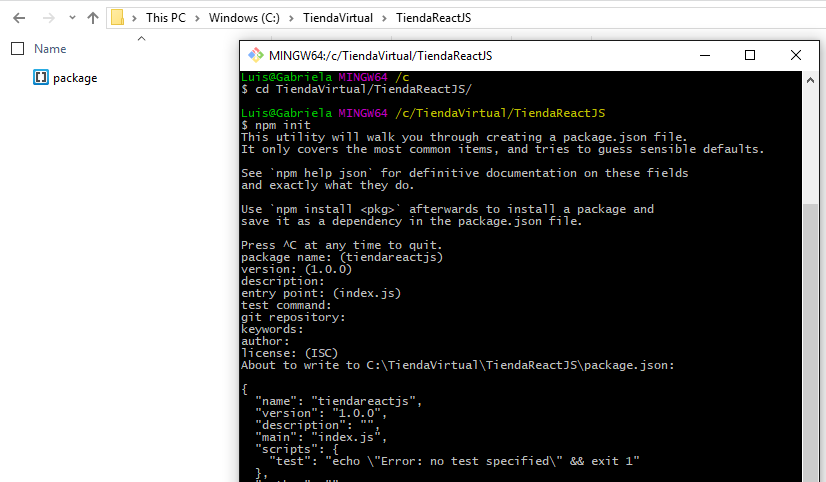 This PC > Windows (C:) > TiendaVirtual > TiendaReactJS
Name
package
MINGW64:/c/TiendaVirtual/TiendaReactJS
Luis@Gabriela MINGW64 /c
$ cd TiendaVirtual/TiendaReactJS/
Luis@Gabriela MINGW64 /c/TiendaVirtual/TiendaReactJS
$ npm init
This utility will walk you through creating a package.json file.
It only covers the most common items, and tries to guess sensible defaults.
See `npm help json` for definitive documentation on these fields
and exactly what they do.
Use `npm install <pkg>` afterwards to install a package and
save it as a dependency in the package.json file.
Press ^C at any time to quit.
package name: (tiendareactjs)
version: (1.0.0)
description:
entry point: (index.js)
test command:
git repository:
keywords:
author:
license: (ISC)
About to write to C:\TiendaVirtual\TiendaReactJS\package.json:
{
"name": "tiendareactjs",
"version": "1.0.0",
"description": "",
"main": "index.js",
"scripts": {
"test": "echo \"Error: no test specified\" && exit 1"
},